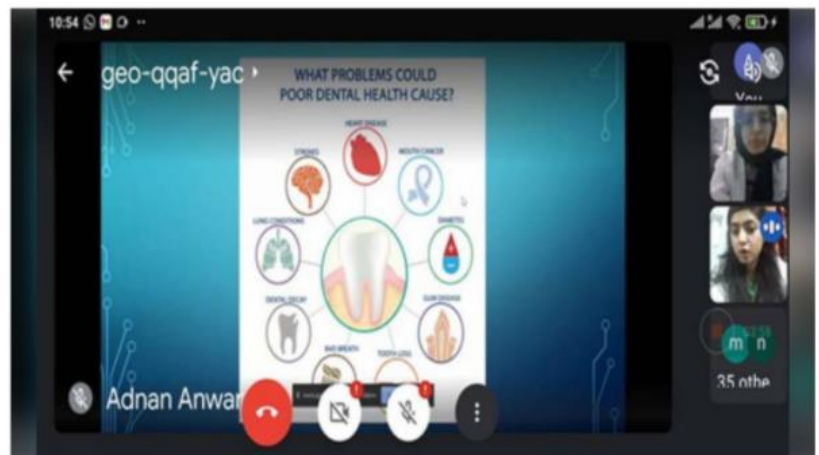 10:54
geo-qqaf-yac
WHAT PROBLEMS COULD
POOR DENTAL HEALTH CAUSE?
HEART DISEASE
STROKES
MOUTH CANCER
LUNG CONDITIONS
DIABETES
DENTAL DECAY
GUM DISEASE
BAD BREATH
TOOTH LOSS
Adnan Anwar
You
m n
35 othe